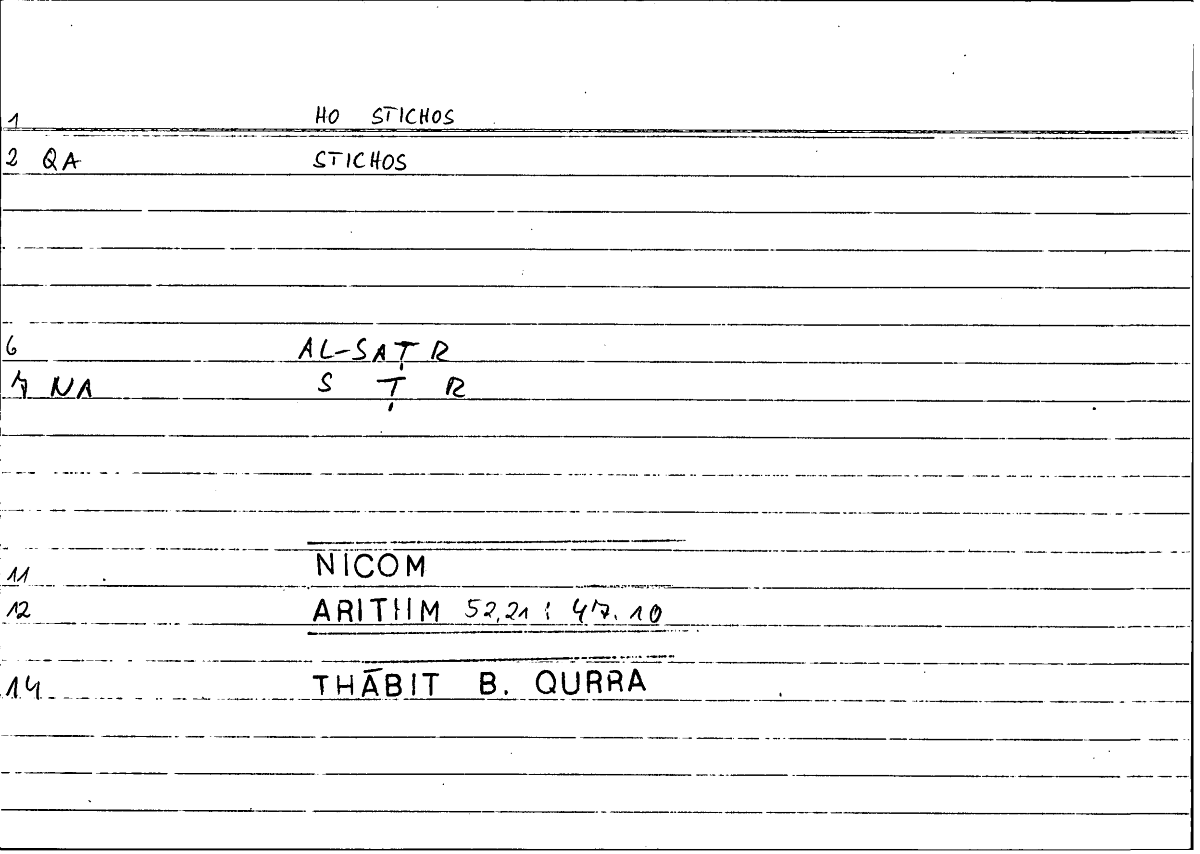 1 HO STICHOS
2 QA STICHOS
6 AL-SAṬR
7 NA S Ṭ R
11 NICOM
12 ARITHM 52,21 : 47.10
14 THĀBIT B. QURRA